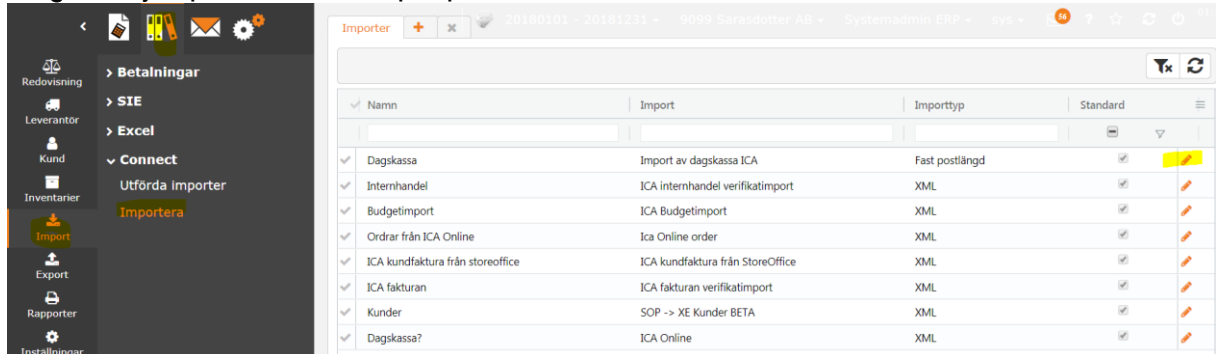 Importer
20180101 - 20181231
9099 Sarasdotter AB
Systemadmin ERP
sys
56
?
Redovisning
Leverantör
Kund
Inventarier
Import
Export
Rapporter
Inställningar
> Betalningar
> SIE
> Excel
Connect
Utförda importer
Importera
Namn Import Importtyp Standard
Dagskassa Import av dagskassa ICA Fast postlängd
Internhandel ICA internhandel verifikatimport XML
Budgetimport ICA Budgetimport XML
Ordrar från ICA Online Ica Online order XML
ICA kundfaktura från storeoffice ICA kundfaktura från StoreOffice XML
ICA fakturan ICA fakturan verifikatimport XML
Kunder SOP -> XE Kunder BETA XML
Dagskassa? ICA Online XML